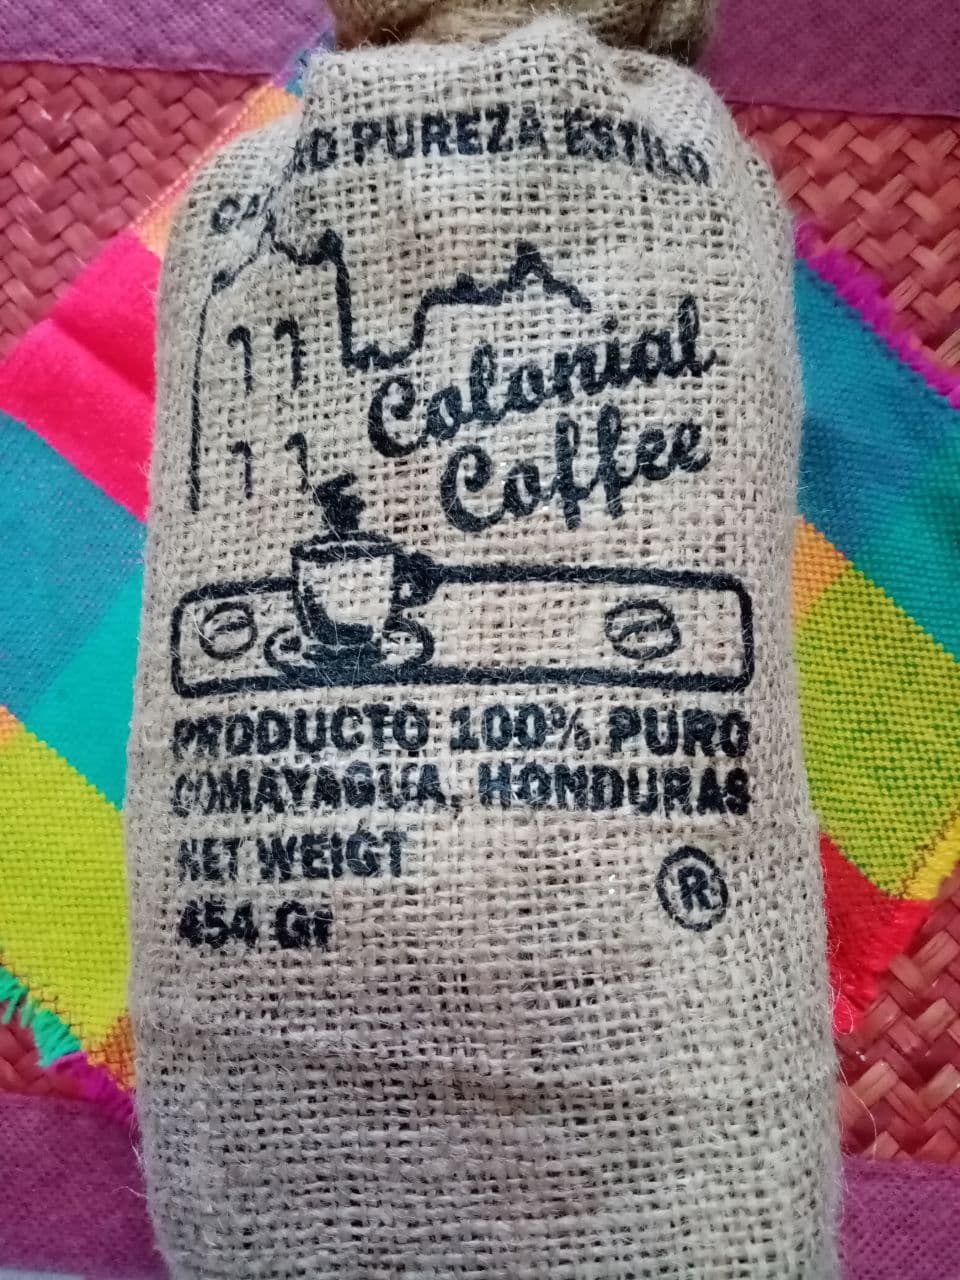 PUREZA ESTILO
Colonial
Coffee
PRODUCTO 100% PURO
COMAYAGUA, HONDURAS
NET WEIGT
454 Gr
®